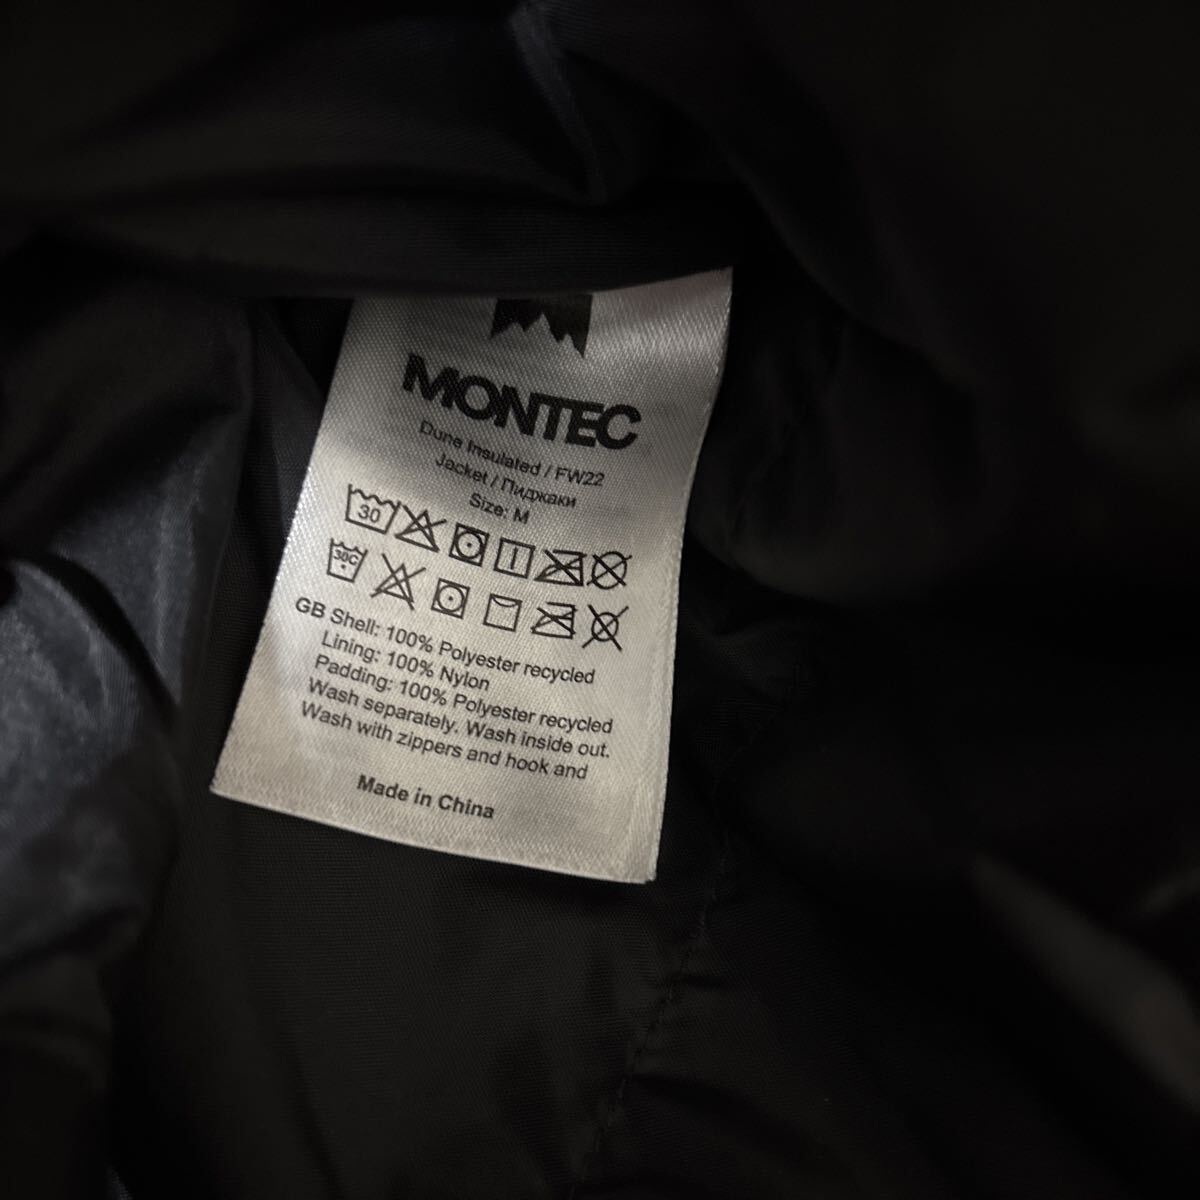 MONTEC
Dune Insulated / FW22
Jacket / Пиджаки
Size: M
30
30C
GB Shell: 100% Polyester recycled
Lining: 100% Nylon
Padding: 100% Polyester recycled
Wash separately. Wash inside out.
Wash with zippers and hook and
Made in China